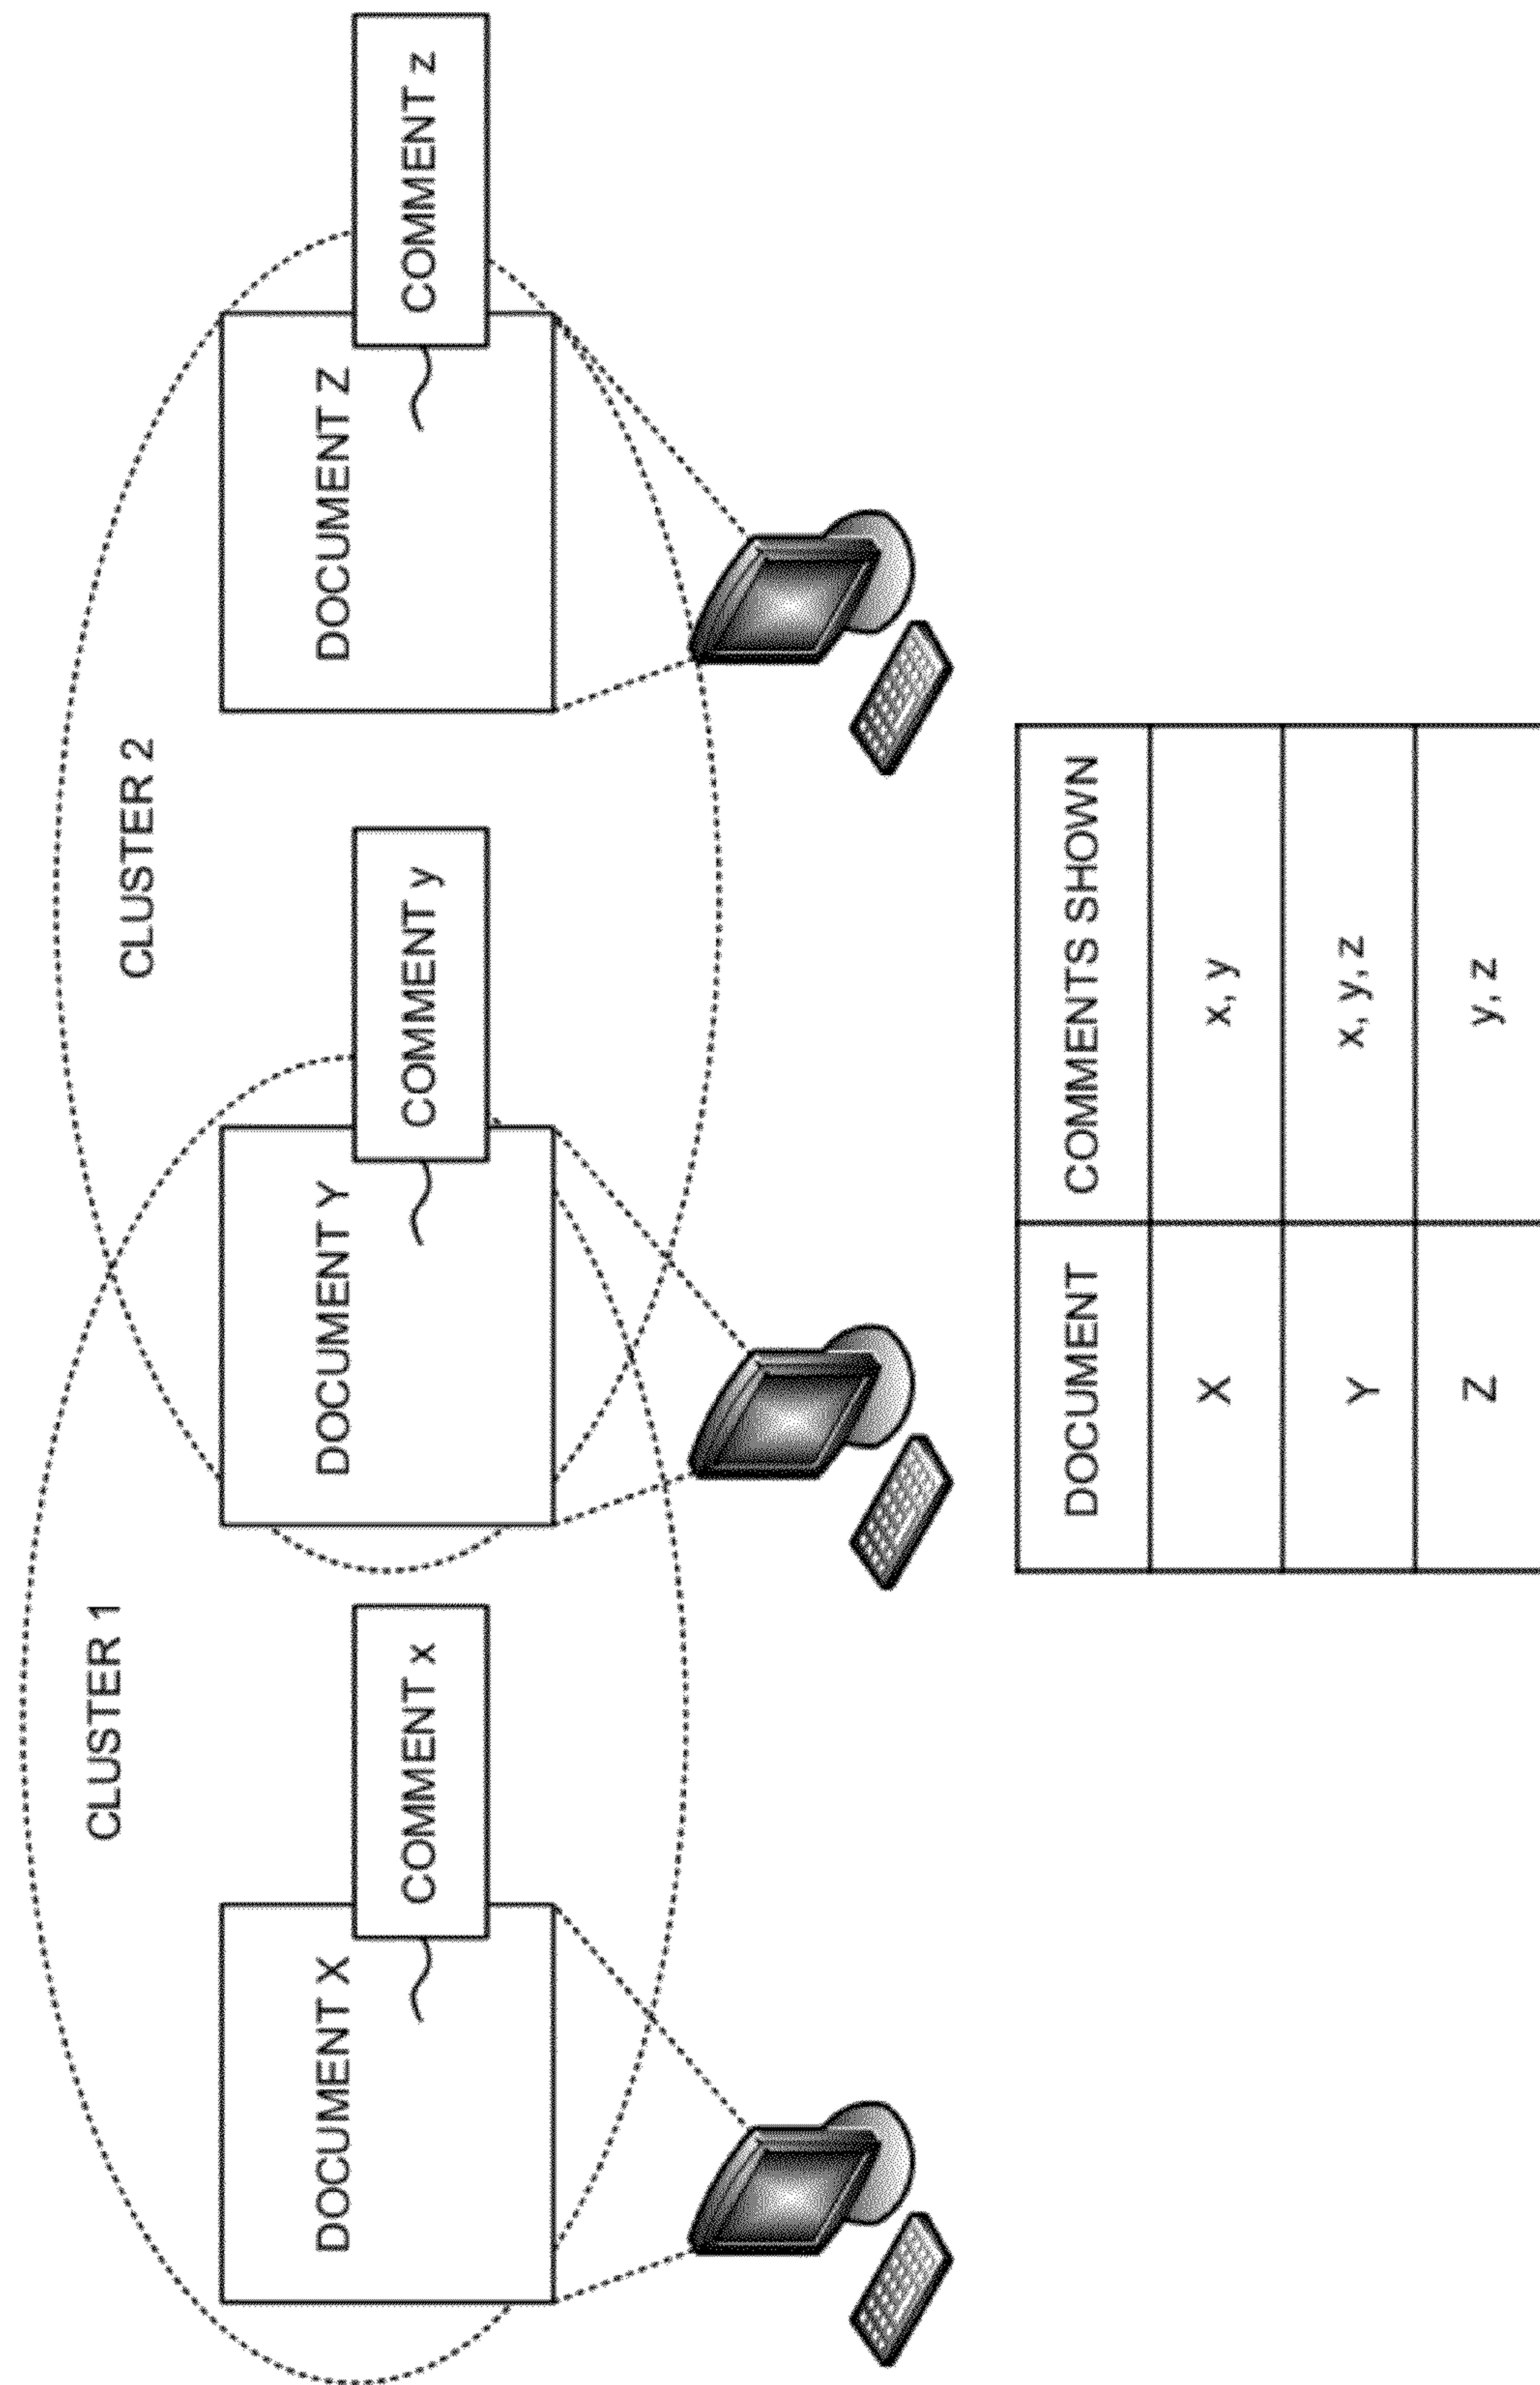 CLUSTER 1
CLUSTER 2
DOCUMENT X
COMMENT x
DOCUMENT Y
COMMENT y
DOCUMENT Z
COMMENT z
DOCUMENT COMMENTS SHOWN
X x, y
Y x, y, z
Z y, z